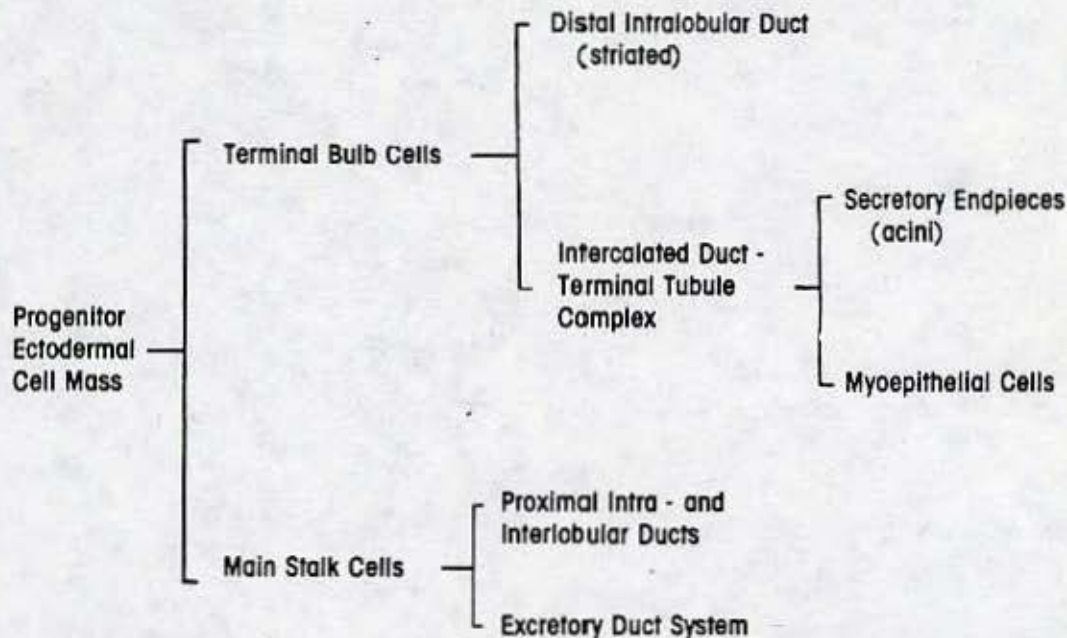 Progenitor
Ectodermal
Cell Mass
Terminal Bulb Cells
Distal Intralobular Duct
(striated)
Intercalated Duct -
Terminal Tubule
Complex
Secretory Endpieces
(acini)
Myoepithelial Cells
Main Stalk Cells
Proximal Intra - and
Interlobular Ducts
Excretory Duct System